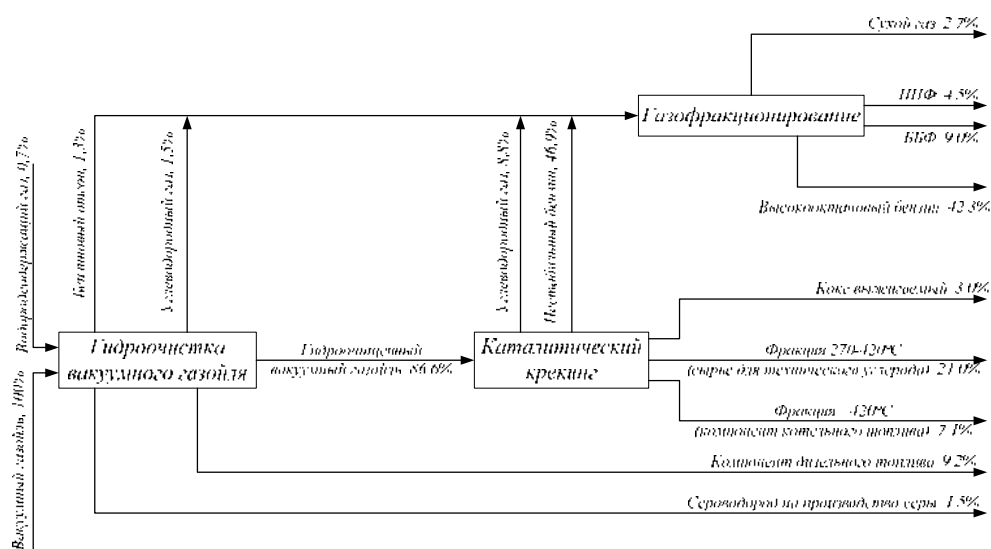 Сухой газ 2.7%
ППФ 4.5%
Газофракционирование
ББФ 9.0%
Высокооктановый бензин 42.3%
Водородсодержащий газ, 0,7%
Бензиновый отгон, 1,3%
Углеводородный газ, 1,5%
Углеводородный газ, 8,8%
Нестабильный бензин, 46,9%
Кокс выжигаемый 3.0%
Гидроочистка
вакуумного газойля
Гидроочищенный
вакуумный газойль 86.6%
Каталитический
крекинг
Фракция 270-420°С
(сырье для технического углерода) 21.0%
Фракция 420°С
(компонент котельного топлива) 7.1%
Вакуумный газойль, 100%
Компонент дизельного топлива 9.2%
Сероводород на производство серы 1.5%